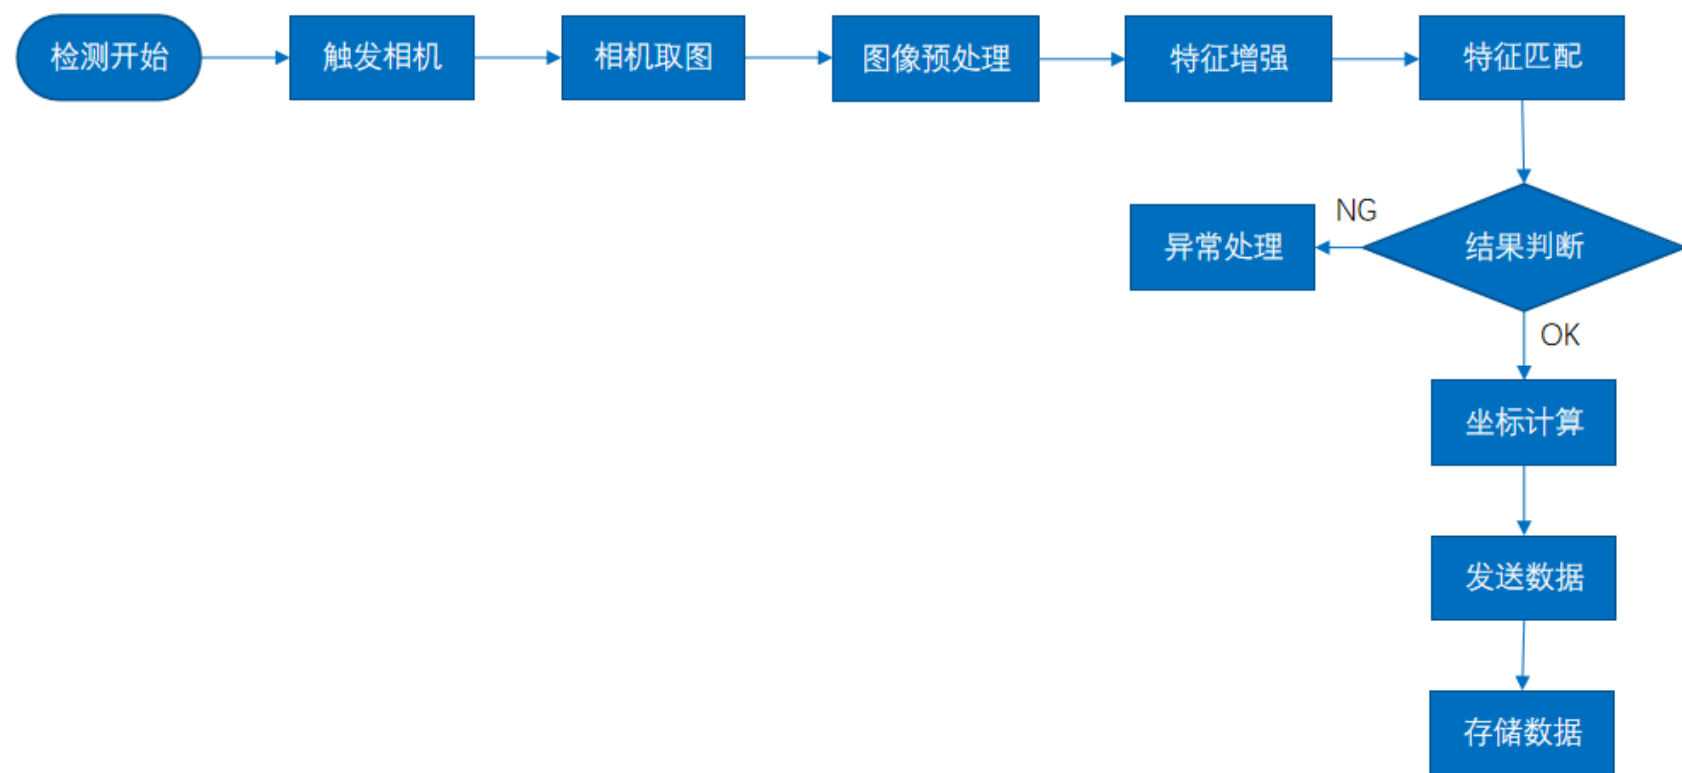 检测开始
触发相机
相机取图
图像预处理
特征增强
特征匹配
NG
异常处理
结果判断
OK
坐标计算
发送数据
存储数据